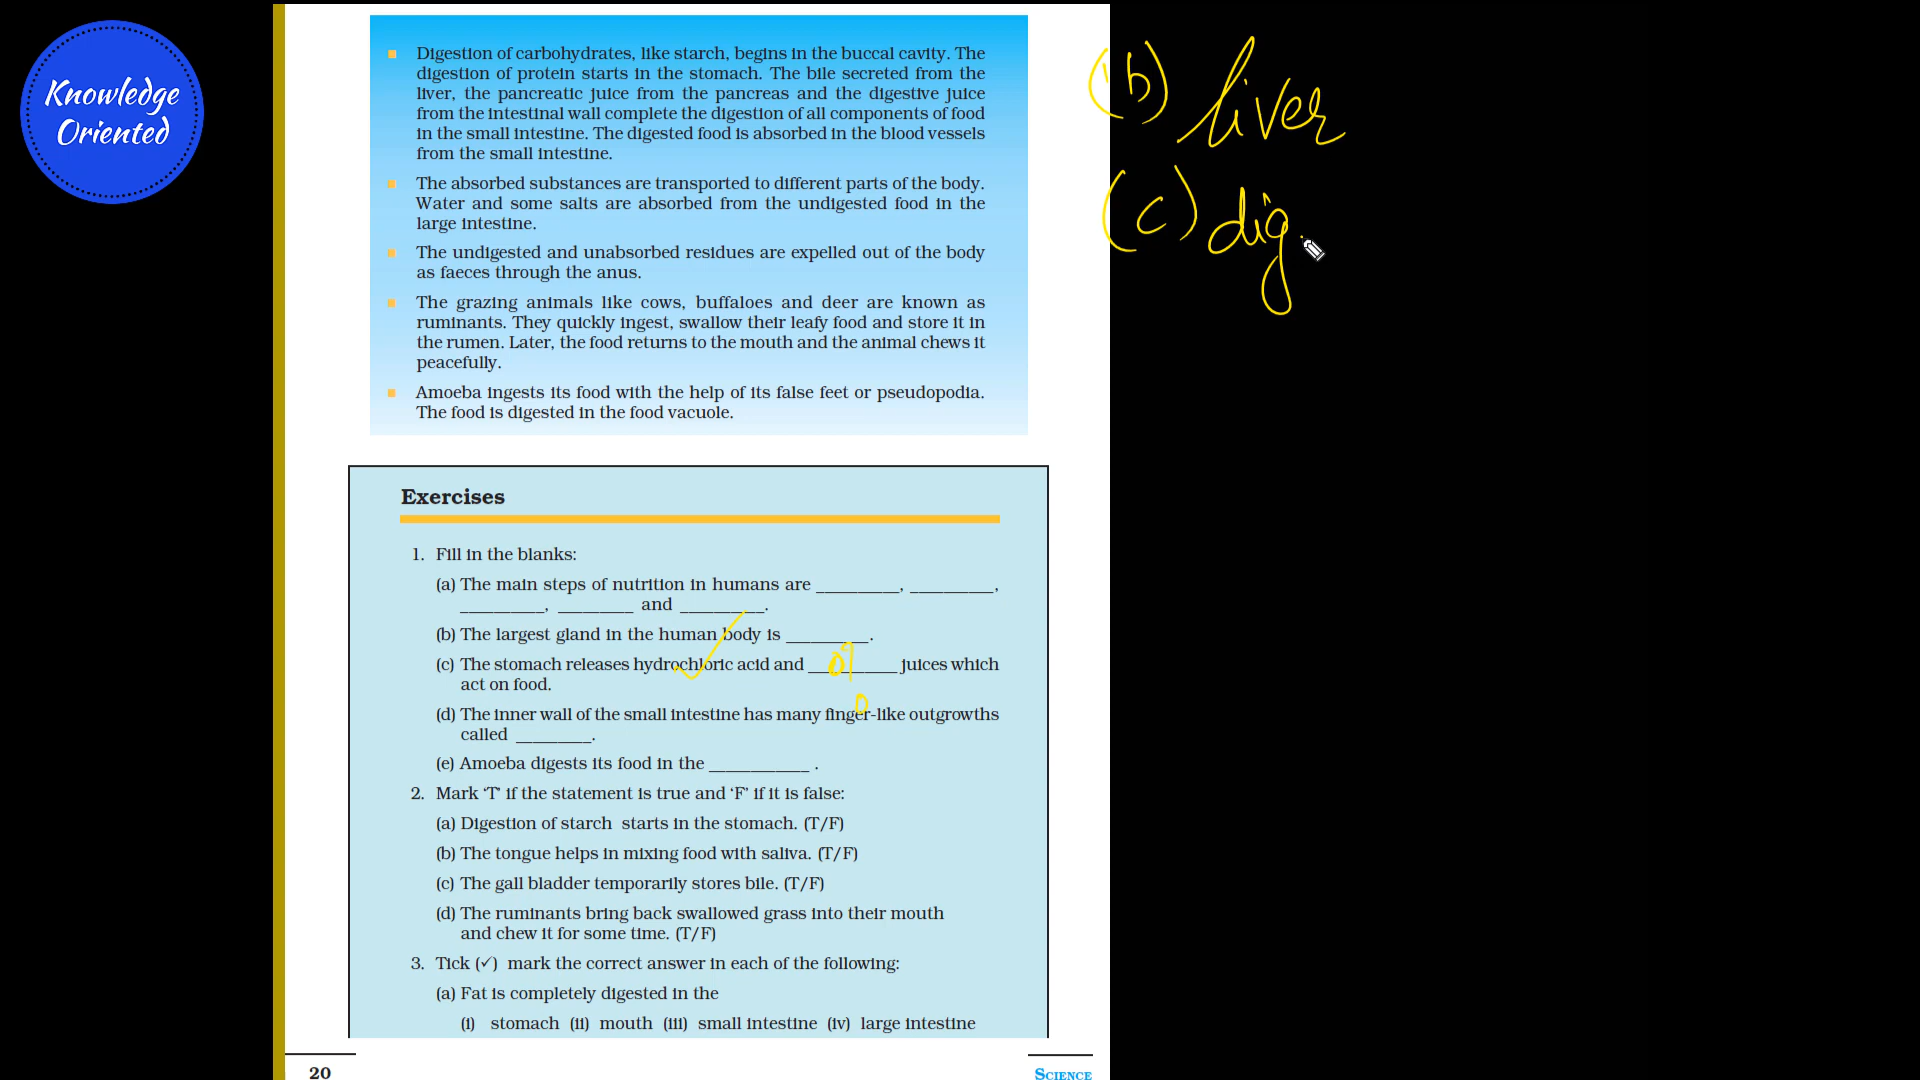 Knowledge
Oriented
Digestion of carbohydrates, like starch, begins in the buccal cavity. The
digestion of protein starts in the stomach. The bile secreted from the
liver, the pancreatic juice from the pancreas and the digestive juice
from the intestinal wall complete the digestion of all components of food
in the small intestine. The digested food is absorbed in the blood vessels
from the small intestine.
The absorbed substances are transported to different parts of the body.
Water and some salts are absorbed from the undigested food in the
large intestine.
The undigested and unabsorbed residues are expelled out of the body
as faeces through the anus.
The grazing animals like cows, buffaloes and deer are known as
ruminants. They quickly ingest, swallow their leafy food and store it in
the rumen. Later, the food returns to the mouth and the animal chews it
peacefully.
Amoeba ingests its food with the help of its false feet or pseudopodia.
The food is digested in the food vacuole.
Exercises
1. Fill in the blanks:
(a) The main steps of nutrition in humans are __________, __________,
__________, _________ and __________.
(b) The largest gland in the human body is __________.
(c) The stomach releases hydrochloric acid and ___________ juices which
act on food.
(d) The inner wall of the small intestine has many finger-like outgrowths
called _________.
(e) Amoeba digests its food in the ____________ .
2. Mark ‘T’ if the statement is true and ‘F’ if it is false:
(a) Digestion of starch starts in the stomach. (T/F)
(b) The tongue helps in mixing food with saliva. (T/F)
(c) The gall bladder temporarily stores bile. (T/F)
(d) The ruminants bring back swallowed grass into their mouth
and chew it for some time. (T/F)
3. Tick (✓) mark the correct answer in each of the following:
(a) Fat is completely digested in the
(i) stomach (ii) mouth (iii) small intestine (iv) large intestine
20
SCIENCE
(b) liver
(c) dig